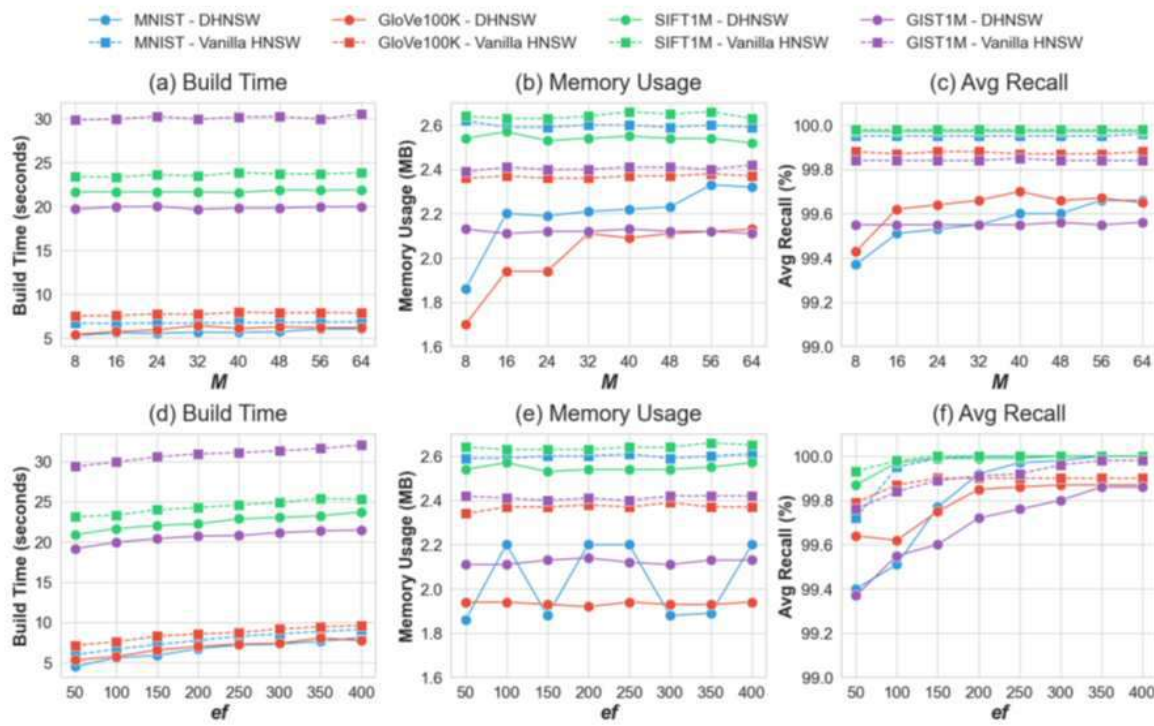 MNIST - DHNSW GloVe100K - DHNSW SIFT1M - DHNSW GIST1M - DHNSW
MNIST - Vanilla HNSW GloVe100K - Vanilla HNSW SIFT1M - Vanilla HNSW GIST1M - Vanilla HNSW
(a) Build Time
Build Time (seconds)
30
25
20
15
10
5
8 16 24 32 40 48 56 64
M
(b) Memory Usage
Memory Usage (MB)
2.6
2.4
2.2
2.0
1.8
1.6
8 16 24 32 40 48 56 64
M
(c) Avg Recall
Avg Recall (%)
100.0
99.8
99.6
99.4
99.2
99.0
8 16 24 32 40 48 56 64
M
(d) Build Time
Build Time (seconds)
30
25
20
15
10
5
50 100 150 200 250 300 350 400
ef
(e) Memory Usage
Memory Usage (MB)
2.6
2.4
2.2
2.0
1.8
1.6
50 100 150 200 250 300 350 400
ef
(f) Avg Recall
Avg Recall (%)
100.0
99.8
99.6
99.4
99.2
99.0
50 100 150 200 250 300 350 400
ef